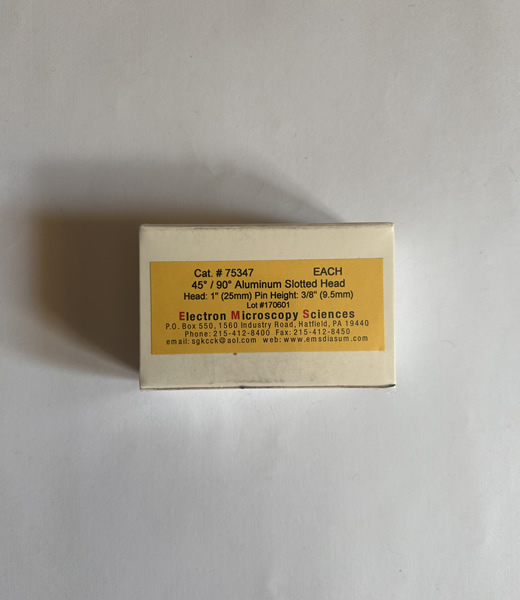 Cat. # 75347 EACH
45° / 90° Aluminum Slotted Head
Head: 1" (25mm) Pin Height: 3/8" (9.5mm)
Lot #170601
Electron Microscopy Sciences
P.O. Box 550, 1560 Industry Road, Hatfield, PA 19440
Phone: 215-412-8400 Fax: 215-412-8450
email: sgkcck@aol.com web: www.emsdiasum.com